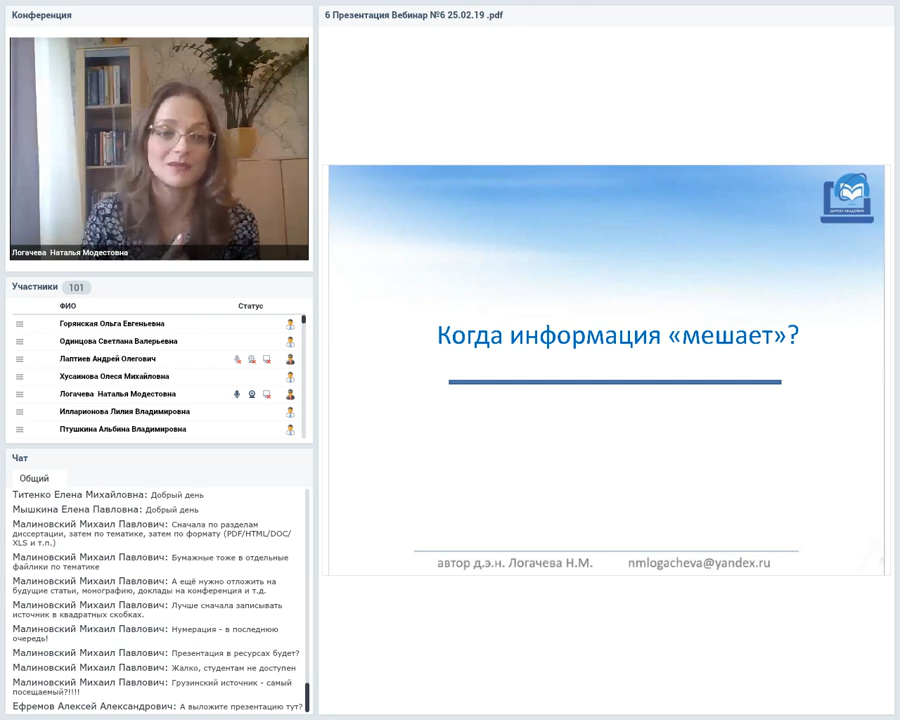 Конференция
Логачева  Наталья Модестовна
Участники 101
ФИО Статус
Горянская Ольга Евгеньевна
Одинцова Светлана Валерьевна
Лаптиев Андрей Олегович
Хусаинова Олеся Михайловна
Логачева  Наталья Модестовна
Илларионова Лилия Владимировна
Птушкина Альбина Владимировна
Чат
Общий
Титенко Елена Михайловна: Добрый день
Мышкина Елена Павловна: Добрый день
Малиновский Михаил Павлович: Сначала по разделам
диссертации, затем по тематике, затем по формату (PDF/HTML/DOC/
XLS и т.п.)
Малиновский Михаил Павлович: Бумажные тоже в отдельные
файлики по тематике
Малиновский Михаил Павлович: А ещё нужно отложить на
будущие статьи, монографию, доклады на конференция и т.д.
Малиновский Михаил Павлович: Лучше сначала записывать
источник в квадратных скобках.
Малиновский Михаил Павлович: Нумерация - в последнюю
очередь!
Малиновский Михаил Павлович: Презентация в ресурсах будет?
Малиновский Михаил Павлович: Жалко, студентам не доступен
Малиновский Михаил Павлович: Грузинский источник - самый
посещаемый?!!!!
Ефремов Алексей Александрович: А выложите презентацию тут?
6 Презентация Вебинар №6 25.02.19 .pdf
Когда информация «мешает»?
автор д.э.н. Логачева Н.М. nmlogacheva@yandex.ru